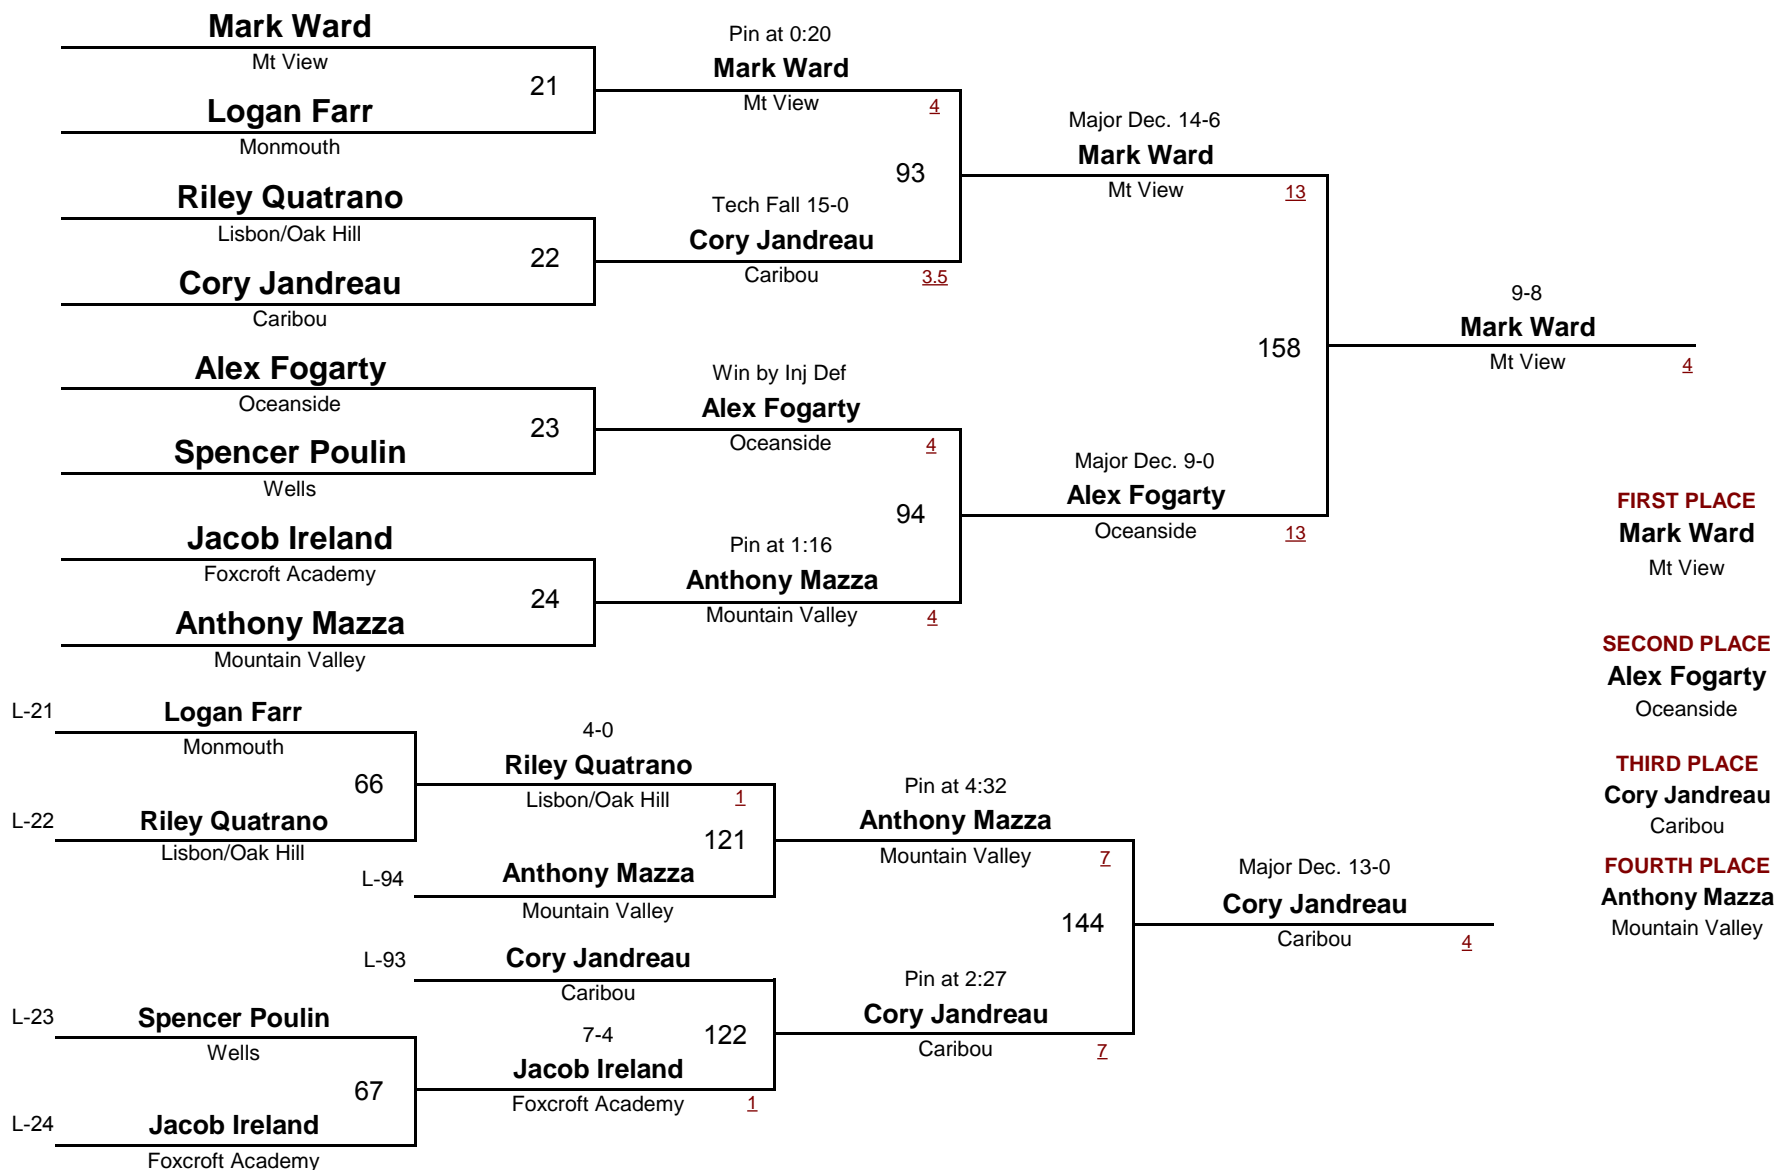 Mark Ward
Mt View
21
Logan Farr
Monmouth
Riley Quatrano
Lisbon/Oak Hill
22
Cory Jandreau
Caribou
Alex Fogarty
Oceanside
23
Spencer Poulin
Wells
Jacob Ireland
Foxcroft Academy
24
Anthony Mazza
Mountain Valley
Pin at 0:20
Mark Ward
Mt View 4
93
Tech Fall 15-0
Cory Jandreau
Caribou 3.5
Win by Inj Def
Alex Fogarty
Oceanside 4
94
Pin at 1:16
Anthony Mazza
Mountain Valley 4
Major Dec. 14-6
Mark Ward
Mt View 13
158
Major Dec. 9-0
Alex Fogarty
Oceanside 13
9-8
Mark Ward
Mt View 4
FIRST PLACE
Mark Ward
Mt View
SECOND PLACE
Alex Fogarty
Oceanside
THIRD PLACE
Cory Jandreau
Caribou
FOURTH PLACE
Anthony Mazza
Mountain Valley
L-21 Logan Farr
Monmouth
66
L-22 Riley Quatrano
Lisbon/Oak Hill
4-0
Riley Quatrano
Lisbon/Oak Hill 1
121
L-94 Anthony Mazza
Mountain Valley
L-93 Cory Jandreau
Caribou
122
7-4
Jacob Ireland
Foxcroft Academy 1
L-23 Spencer Poulin
Wells
67
L-24 Jacob Ireland
Foxcroft Academy
Pin at 4:32
Anthony Mazza
Mountain Valley 7
144
Pin at 2:27
Cory Jandreau
Caribou 7
Major Dec. 13-0
Cory Jandreau
Caribou 4